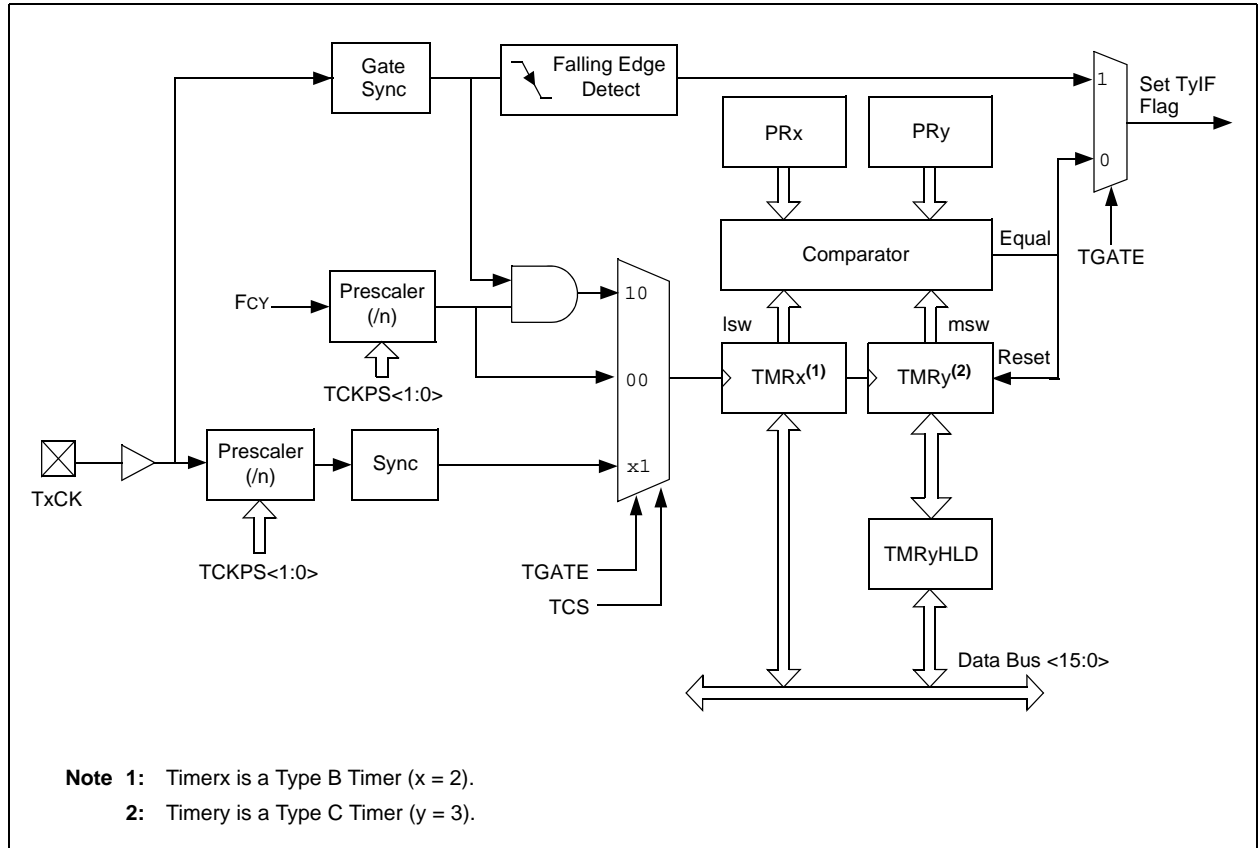 Gate
Sync
Falling Edge
Detect
1
Set TyIF
Flag
PRx
PRy
0
Comparator
Equal
TGATE
FCY
Prescaler
(/n)
10
lsw
msw
TCKPS<1:0>
00
TMRx(1)
TMRy(2)
Reset
Prescaler
(/n)
Sync
x1
TxCK
TCKPS<1:0>
TGATE
TCS
TMRyHLD
Data Bus <15:0>
Note 1: Timerx is a Type B Timer (x = 2).
2: Timery is a Type C Timer (y = 3).